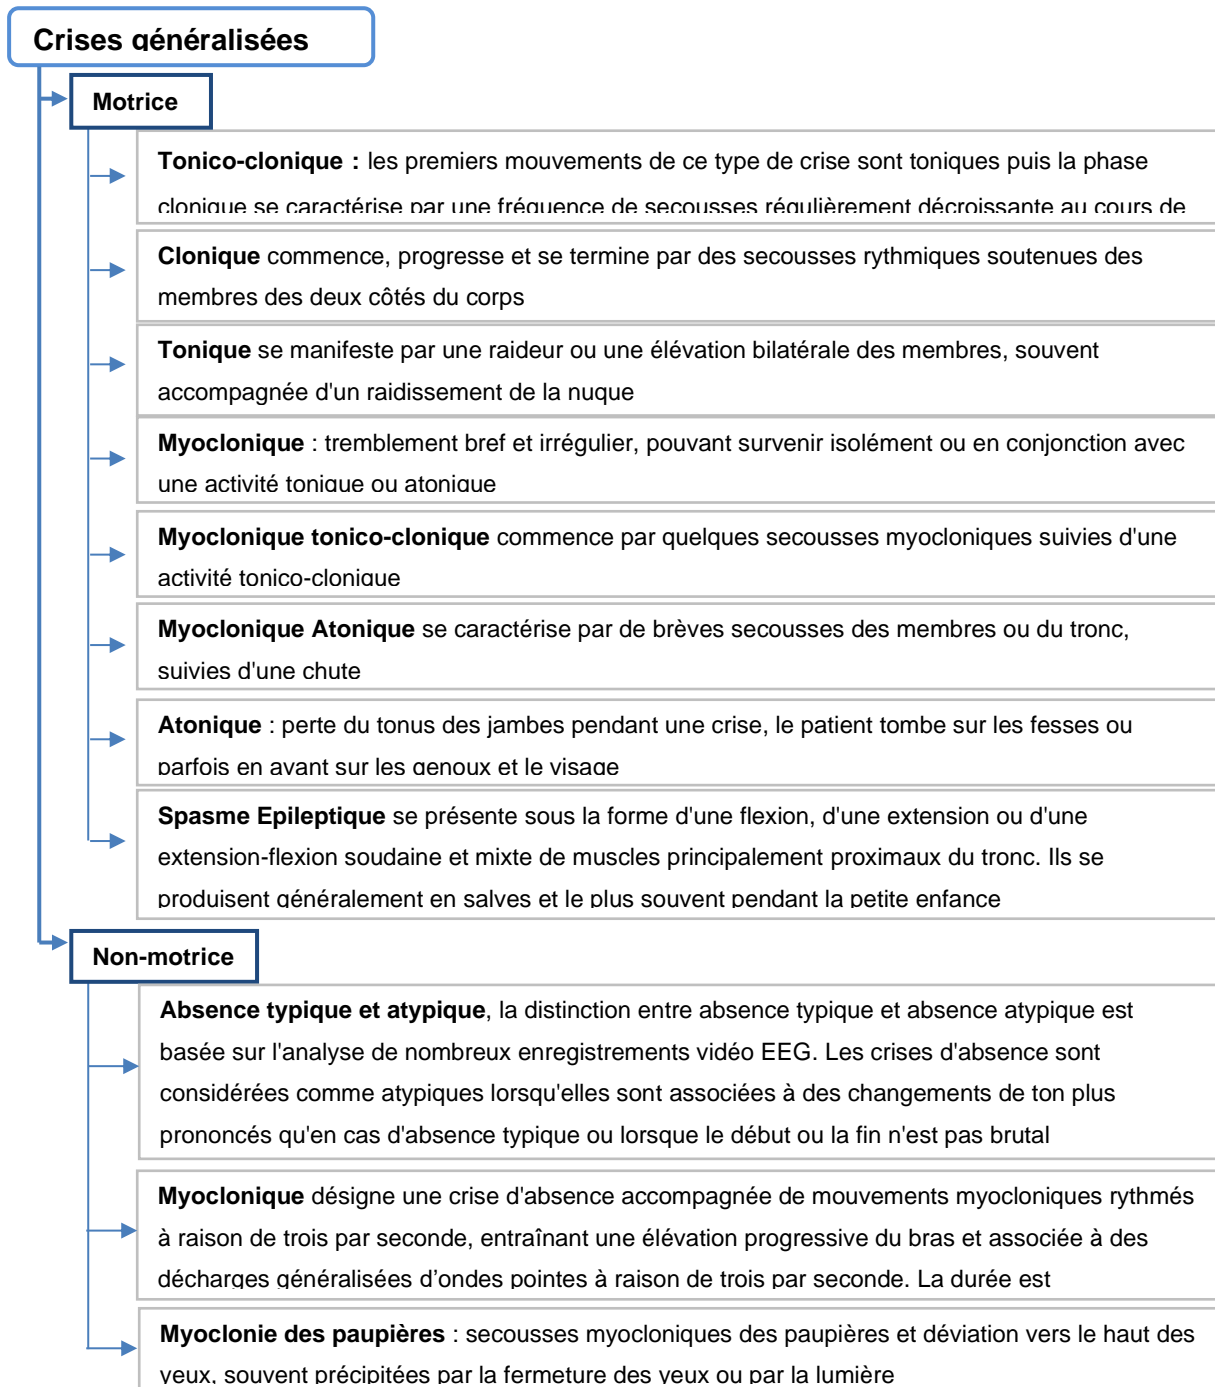 Crises généralisées
Motrice
Tonico-clonique : les premiers mouvements de ce type de crise sont toniques puis la phase
clonique se caractérise par une fréquence de secousses régulièrement décroissante au cours de
Clonique commence, progresse et se termine par des secousses rythmiques soutenues des
membres des deux côtés du corps
Tonique se manifeste par une raideur ou une élévation bilatérale des membres, souvent
accompagnée d'un raidissement de la nuque
Myoclonique : tremblement bref et irrégulier, pouvant survenir isolément ou en conjonction avec
une activité tonique ou atonique
Myoclonique tonico-clonique commence par quelques secousses myocloniques suivies d'une
activité tonico-clonique
Myoclonique Atonique se caractérise par de brèves secousses des membres ou du tronc,
suivies d'une chute
Atonique : perte du tonus des jambes pendant une crise, le patient tombe sur les fesses ou
parfois en avant sur les genoux et le visage
Spasme Epileptique se présente sous la forme d'une flexion, d'une extension ou d'une
extension-flexion soudaine et mixte de muscles principalement proximaux du tronc. Ils se
produisent généralement en salves et le plus souvent pendant la petite enfance
Non-motrice
Absence typique et atypique, la distinction entre absence typique et absence atypique est
basée sur l'analyse de nombreux enregistrements vidéo EEG. Les crises d'absence sont
considérées comme atypiques lorsqu'elles sont associées à des changements de ton plus
prononcés qu'en cas d'absence typique ou lorsque le début ou la fin n'est pas brutal
Myoclonique désigne une crise d'absence accompagnée de mouvements myocloniques rythmés
à raison de trois par seconde, entraînant une élévation progressive du bras et associée à des
décharges généralisées d’ondes pointes à raison de trois par seconde. La durée est
Myoclonie des paupières : secousses myocloniques des paupières et déviation vers le haut des
yeux, souvent précipitées par la fermeture des yeux ou par la lumière